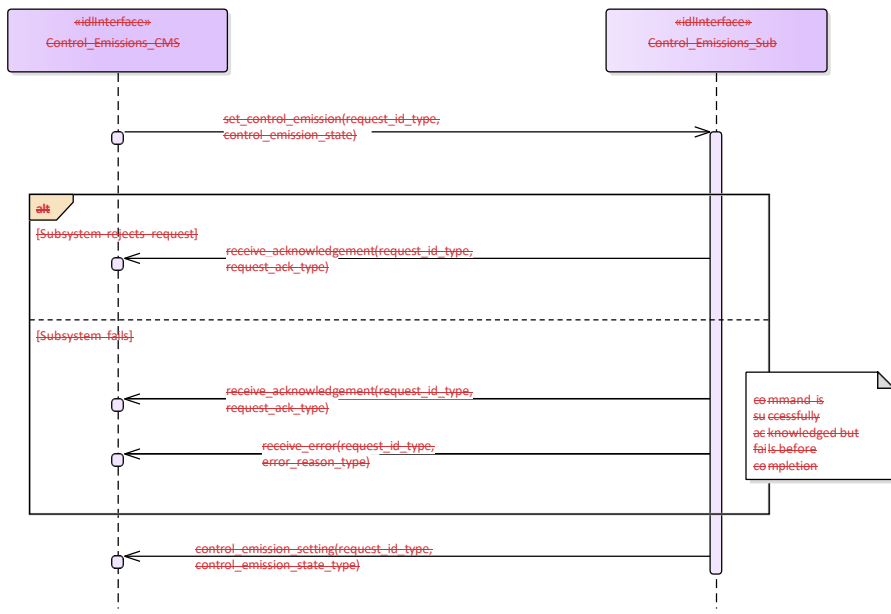 «idlInterface»
Control_Emissions_CMS
«idlInterface»
Control_Emissions_Sub
set_control_emission(request_id_type,
control_emission_state)
alt
[Subsystem rejects request]
receive_acknowledgement(request_id_type,
request_ack_type)
[Subsystem fails]
receive_acknowledgement(request_id_type,
request_ack_type)
command is
successfully
acknowledged but
fails before
completion
receive_error(request_id_type,
error_reason_type)
control_emission_setting(request_id_type,
control_emission_state_type)